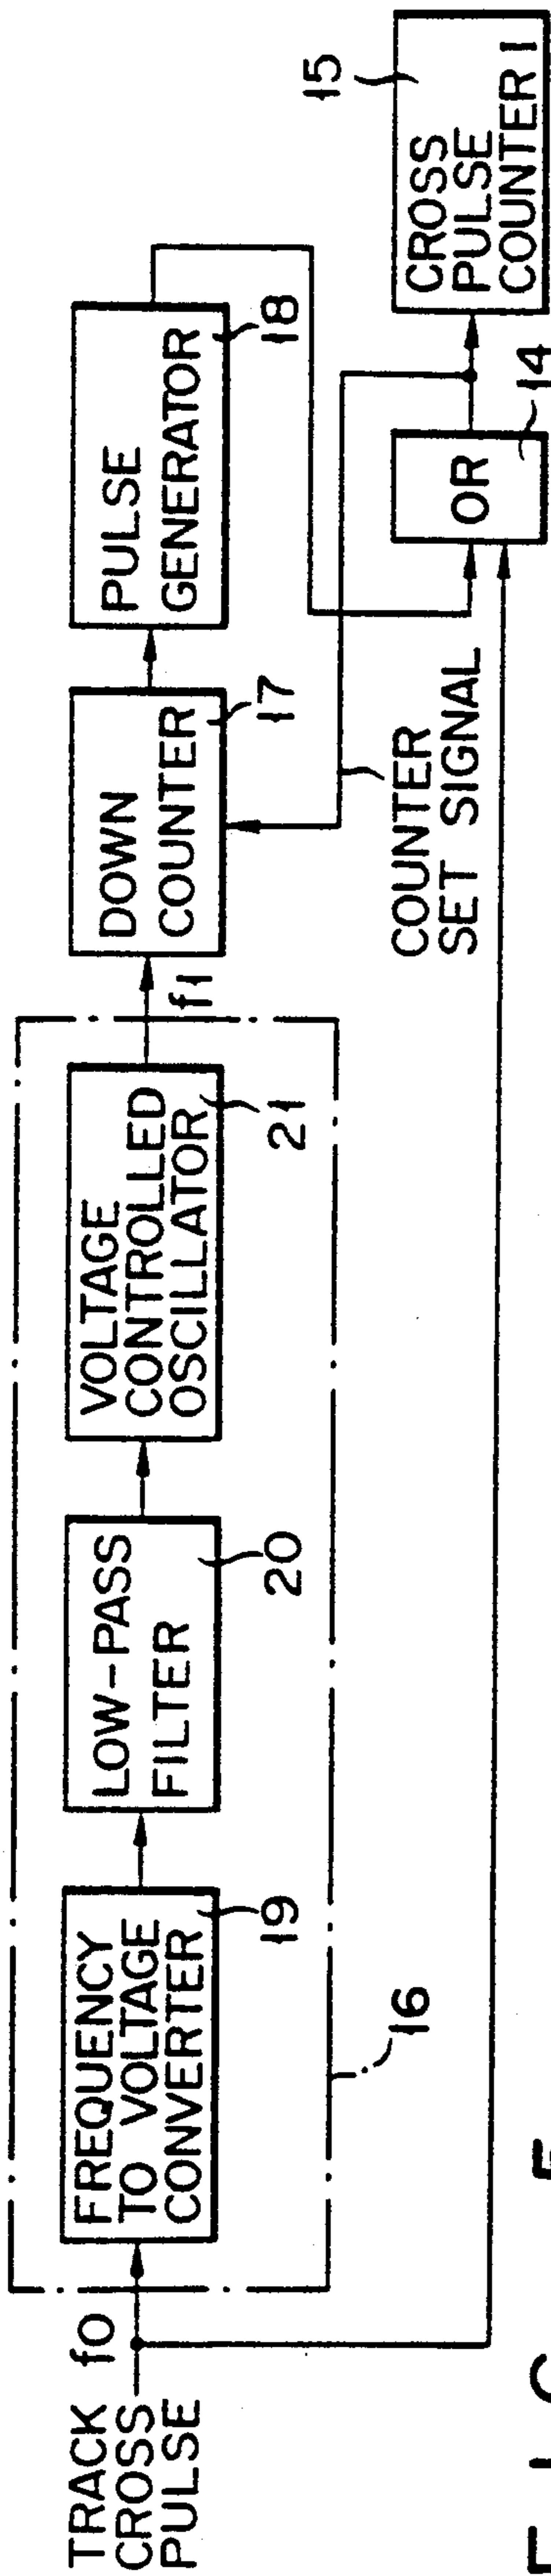 TRACK
CROSS
PULSE
f0
FREQUENCY
TO VOLTAGE
CONVERTER
19
LOW-PASS
FILTER
20
VOLTAGE
CONTROLLED
OSCILLATOR
21
16
f1
DOWN
COUNTER
17
PULSE
GENERATOR
18
COUNTER
SET SIGNAL
OR
14
CROSS
PULSE
COUNTER I
15